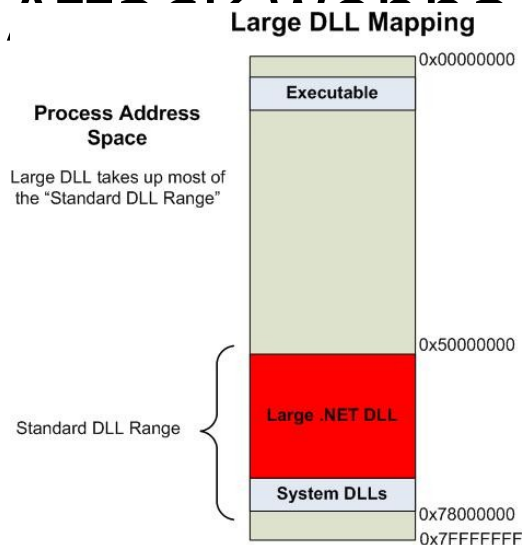 Large DLL Mapping
0x00000000
Executable
Process Address
Space
Large DLL takes up most of
the “Standard DLL Range”
0x50000000
Large .NET DLL
Standard DLL Range
System DLLs
0x78000000
0x7FFFFFFF